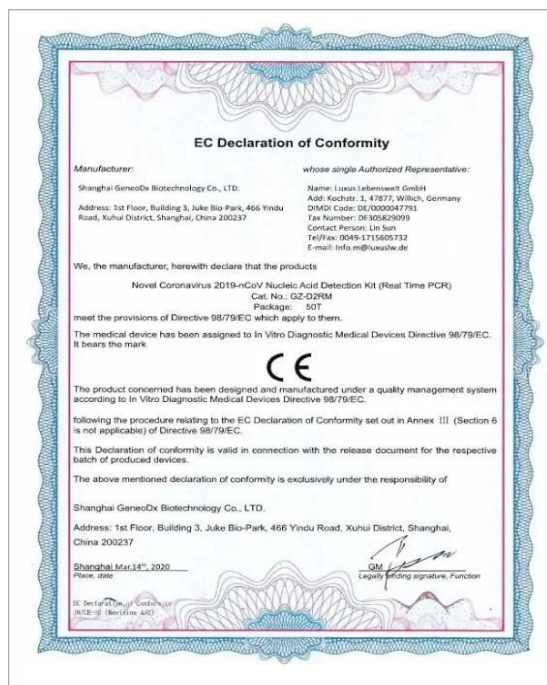 EC Declaration of Conformity
Manufacturer:
whose single Authorized Representative:
Shanghai GeneoDx Biotechnology Co., LTD.
Address: 1st Floor, Building 3, Juke Bio-Park, 466 Yindu
Road, Xuhui District, Shanghai, China 200237
Name: Luxus Lebenswelt GmbH
Add: Kochstr. 1, 47877, Willich, Germany
DIMDI Code: DE/0000047791
Tax Number: DE305829099
Contact Person: Lin Sun
Tel/Fax: 0049-1715605732
E-mail: Info.m@luxuslw.de
We, the manufacturer, herewith declare that the products
Novel Coronavirus 2019-nCoV Nucleic Acid Detection Kit (Real Time PCR)
Cat. No.: GZ-D2RM
Package: 50T
meet the provisions of Directive 98/79/EC which apply to them.
The medical device has been assigned to In Vitro Diagnostic Medical Devices Directive 98/79/EC.
It bears the mark
CE
The product concerned has been designed and manufactured under a quality management system
according to In Vitro Diagnostic Medical Devices Directive 98/79/EC.
following the procedure relating to the EC Declaration of Conformity set out in Annex III (Section 6
is not applicable) of Directive 98/79/EC.
This Declaration of conformity is valid in connection with the release document for the respective
batch of produced devices.
The above mentioned declaration of conformity is exclusively under the responsibility of
Shanghai GeneoDx Biotechnology Co., LTD.
Address: 1st Floor, Building 3, Juke Bio-Park, 466 Yindu Road, Xuhui District, Shanghai,
China 200237
Shanghai Mar.14th, 2020
Place, date
GM
Legally binding signature, Function
EC Declaration of Conformity